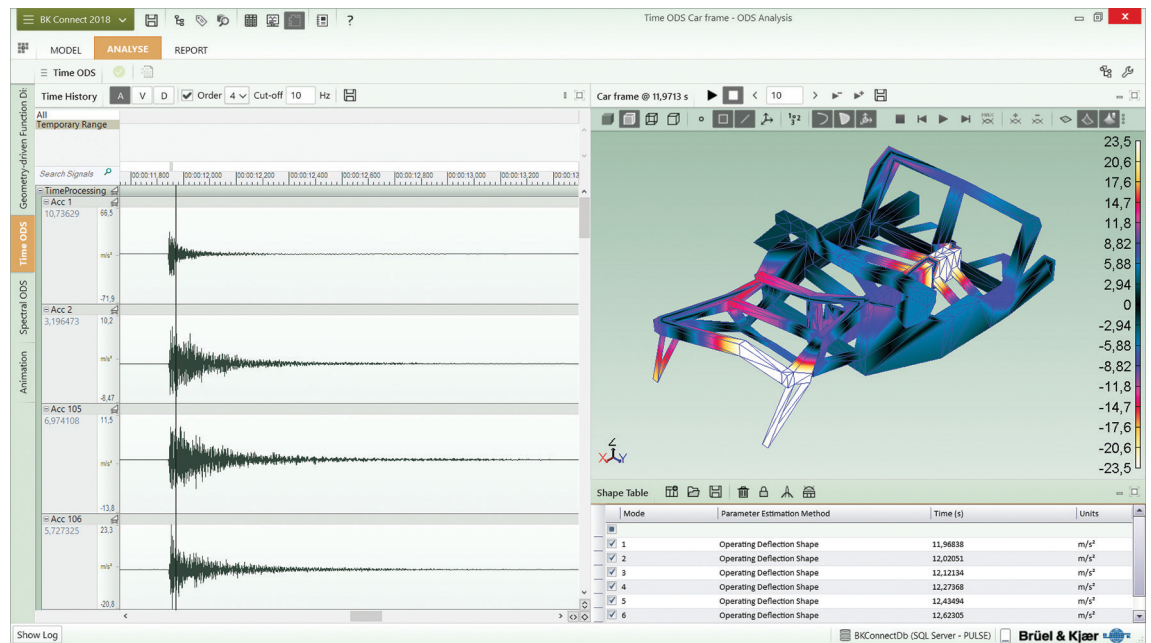 BK Connect 2018
?
Time ODS Car frame - ODS Analysis
x
MODEL
ANALYSE
REPORT
Time ODS
Time History
A V D
Order 4
Cut-off 10 Hz
Car frame @ 11,9713 s
< 10 >
Geometry-driven Function Di:
Time ODS
Spectral ODS
Animation
All
Temporary Range
Search Signals
00:00:11,800 00:00:12,000 00:00:12,200 00:00:12,400 00:00:12,600 00:00:12,800 00:00:13,000 00:00:13,200 00:00:13
TimeProcessing
Acc 1
10,73629
66,5
m/s²
-71,9
Acc 2
3,196473
10,2
m/s²
-8,47
Acc 105
6,974108
11,5
m/s²
-13,8
Acc 106
5,727325
23,3
m/s²
-20,8
23,5
20,6
17,6
14,7
11,8
8,82
5,88
2,94
0
-2,94
-5,88
-8,82
-11,8
-14,7
-17,6
-20,6
-23,5
Z
X Y
Shape Table
Mode Parameter Estimation Method Time (s) Units
1 Operating Deflection Shape 11,96838 m/s²
2 Operating Deflection Shape 12,02051 m/s²
3 Operating Deflection Shape 12,12134 m/s²
4 Operating Deflection Shape 12,27368 m/s²
5 Operating Deflection Shape 12,43494 m/s²
6 Operating Deflection Shape 12,62305 m/s²
Show Log
BKConnectDb (SQL Server - PULSE)
Brüel & Kjær